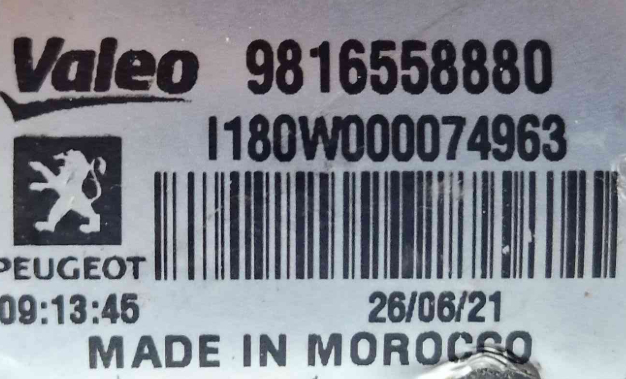 Valeo 9816558880
I180W000074963
PEUGEOT
09:13:45 26/06/21
MADE IN MOROCCO